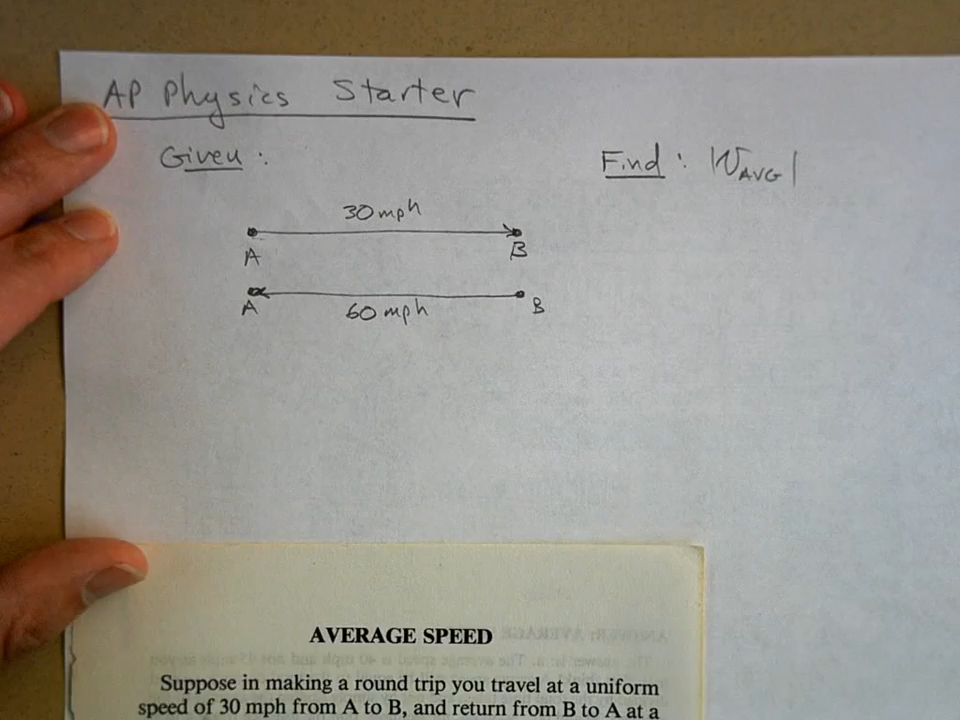 AP Physics Starter
Given:
Find: |V AVG|
30 mph
A B
A B
60 mph
AVERAGE SPEED
Suppose in making a round trip you travel at a uniform
speed of 30 mph from A to B, and return from B to A at a